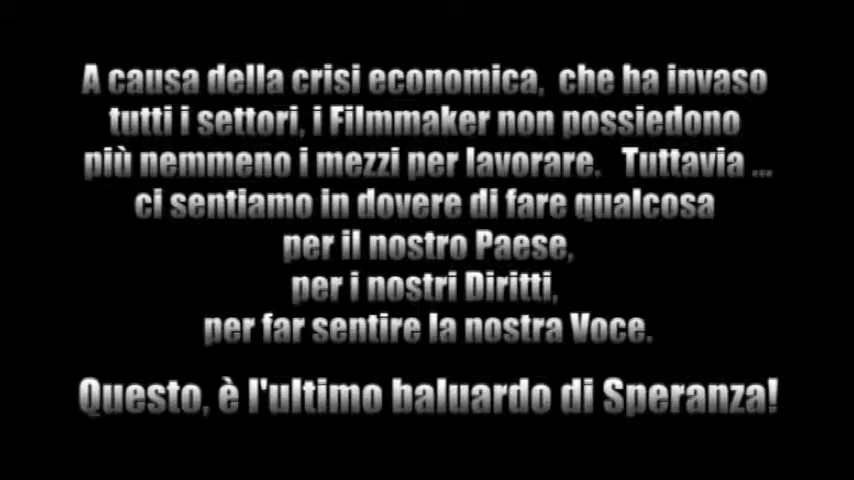 A causa della crisi economica, che ha invaso
tutti i settori, i Filmmaker non possiedono
più nemmeno i mezzi per lavorare. Tuttavia ...
ci sentiamo in dovere di fare qualcosa
per il nostro Paese,
per i nostri Diritti,
per far sentire la nostra Voce.
Questo, è l'ultimo baluardo di Speranza!